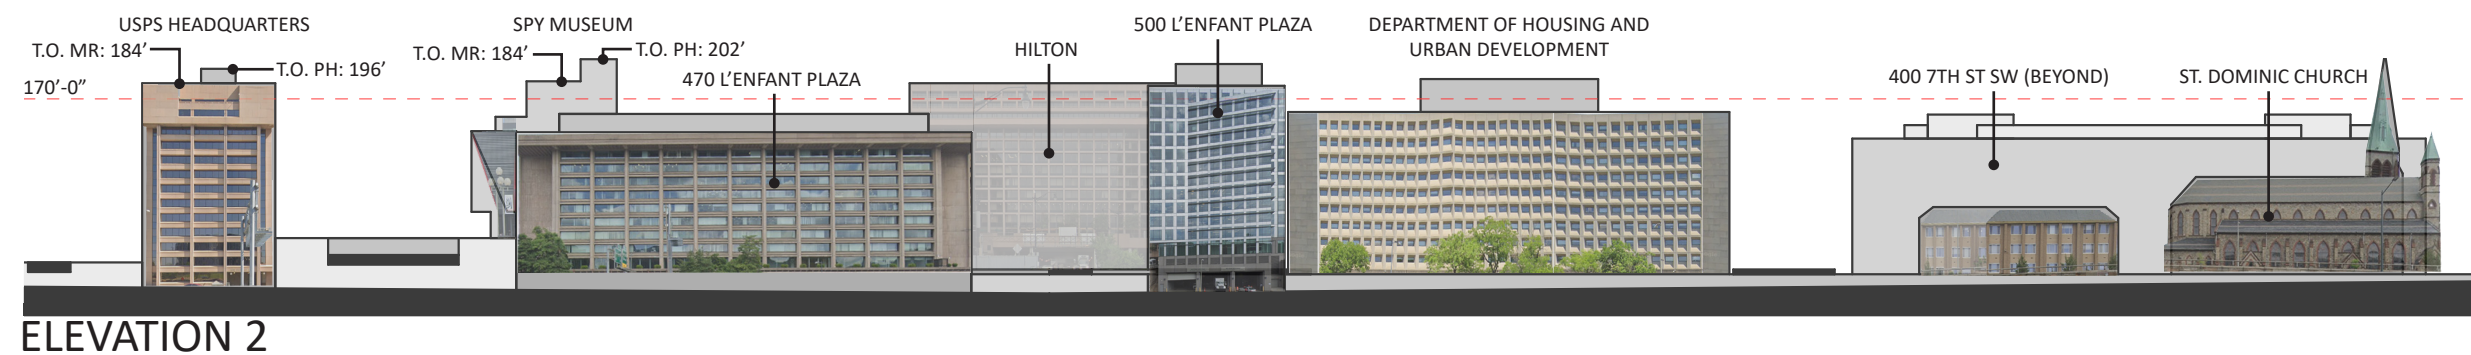 USPS HEADQUARTERS
T.O. MR: 184’
T.O. PH: 196’
170’-0”
SPY MUSEUM
T.O. MR: 184’
T.O. PH: 202’
470 L’ENFANT PLAZA
HILTON
500 L’ENFANT PLAZA
DEPARTMENT OF HOUSING AND
URBAN DEVELOPMENT
400 7TH ST SW (BEYOND)
ST. DOMINIC CHURCH
ELEVATION 2